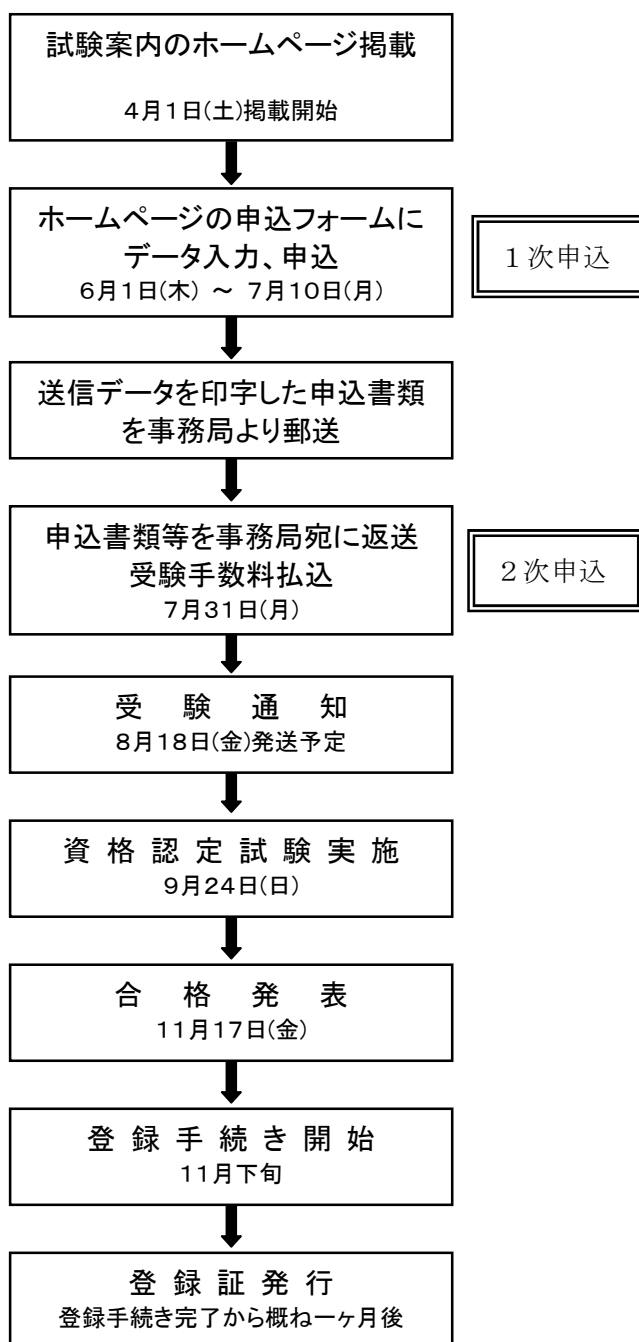 試験案内のホームページ掲載
4月1日(土)掲載開始
ホームページの申込フォームに
データ入力、申込
6月1日(木) ~ 7月10日(月)
1次申込
送信データを印字した申込書類
を事務局より郵送
申込書類等を事務局宛に返送
受験手数料払込
7月31日(月)
2次申込
受 験 通 知
8月18日(金)発送予定
資 格 認 定 試 験 実 施
9月24日(日)
合 格 発 表
11月17日(金)
登 録 手 続 き 開 始
11月下旬
登 録 証 発 行
登録手続き完了から概ね一ヶ月後